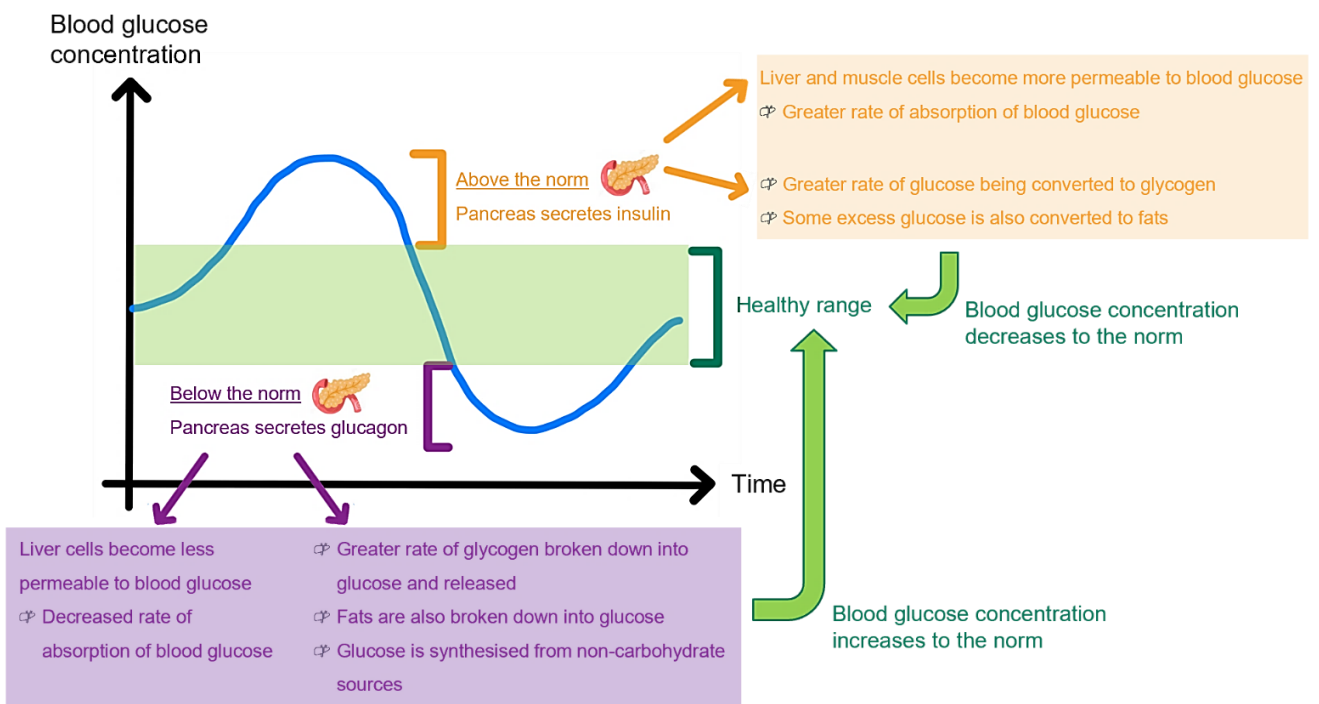 Blood glucose
concentration
Liver and muscle cells become more permeable to blood glucose
Greater rate of absorption of blood glucose
Above the norm
Pancreas secretes insulin
Greater rate of glucose being converted to glycogen
Some excess glucose is also converted to fats
Healthy range
Blood glucose concentration
decreases to the norm
Below the norm
Pancreas secretes glucagon
Time
Liver cells become less
permeable to blood glucose
Decreased rate of
absorption of blood glucose
Greater rate of glycogen broken down into
glucose and released
Fats are also broken down into glucose
Glucose is synthesised from non-carbohydrate
sources
Blood glucose concentration
increases to the norm